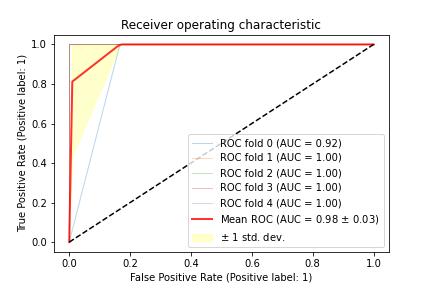 Receiver operating characteristic
True Positive Rate (Positive label: 1)
1.0
0.8
0.6
0.4
0.2
0.0
ROC fold 0 (AUC = 0.92)
ROC fold 1 (AUC = 1.00)
ROC fold 2 (AUC = 1.00)
ROC fold 3 (AUC = 1.00)
ROC fold 4 (AUC = 1.00)
Mean ROC (AUC = 0.98 ± 0.03)
± 1 std. dev.
0.0 0.2 0.4 0.6 0.8 1.0
False Positive Rate (Positive label: 1)